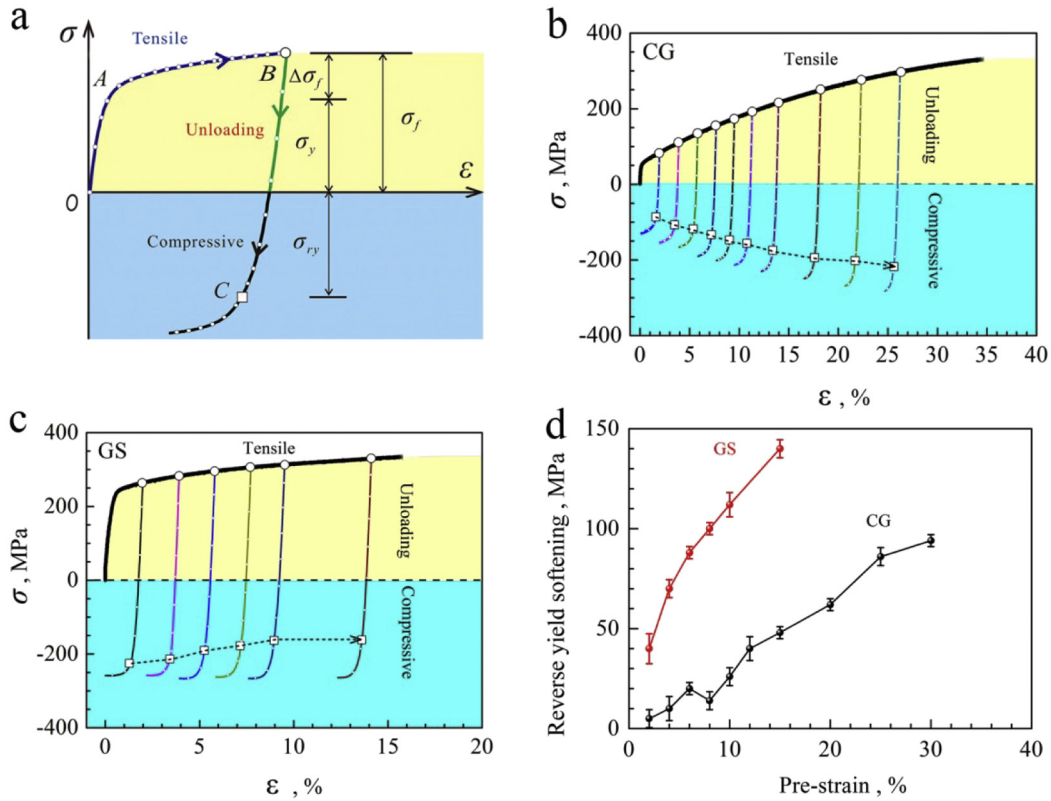 a
σ
Tensile
A
B
Δσf
Unloading
σy
σf
ε
O
Compressive
σry
C
b
CG
Tensile
Unloading
Compressive
σ , MPa
400
200
0
-200
-400
0 5 10 15 20 25 30 35 40
ε , %
c
GS
Tensile
Unloading
Compressive
σ , MPa
400
200
0
-200
-400
0 5 10 15 20
ε , %
d
GS
CG
Reverse yield softening , MPa
150
100
50
0
0 10 20 30 40
Pre-strain , %